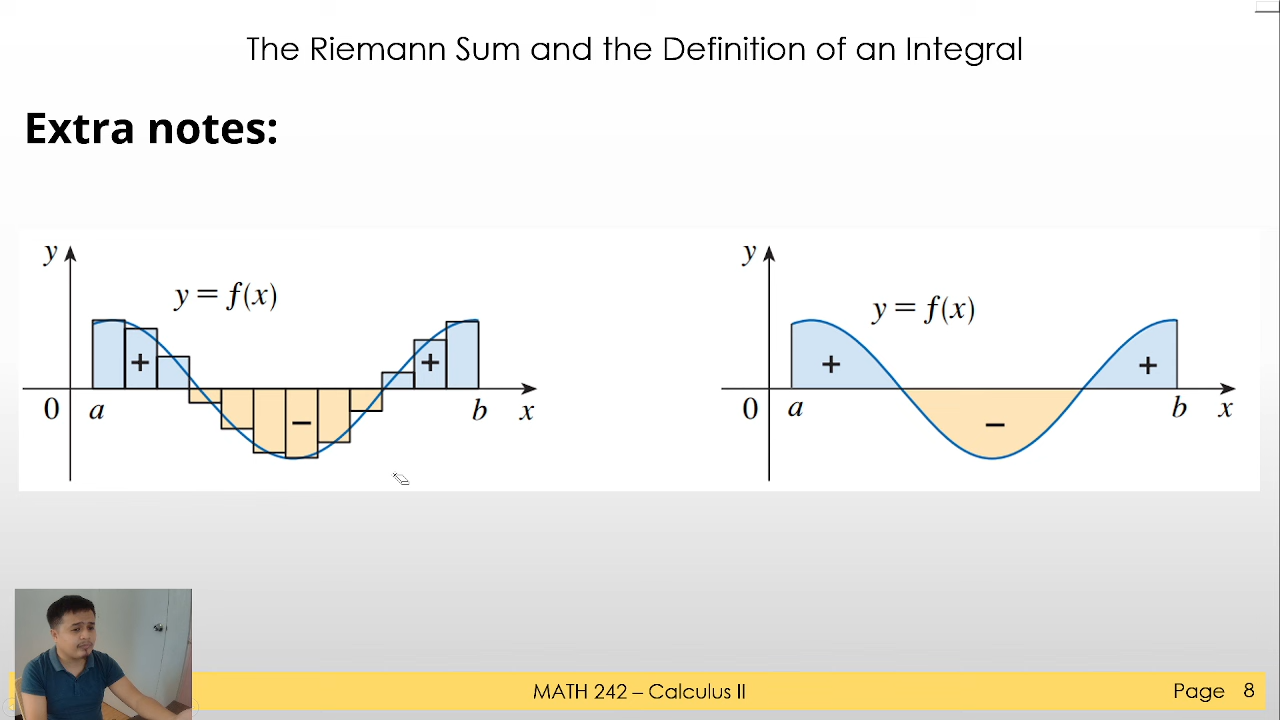 The Riemann Sum and the Definition of an Integral
Extra notes:
y
y = f(x)
+
+
−
0
a
b
x
y
y = f(x)
+
+
−
0
a
b
x
MATH 242 – Calculus II
Page 8